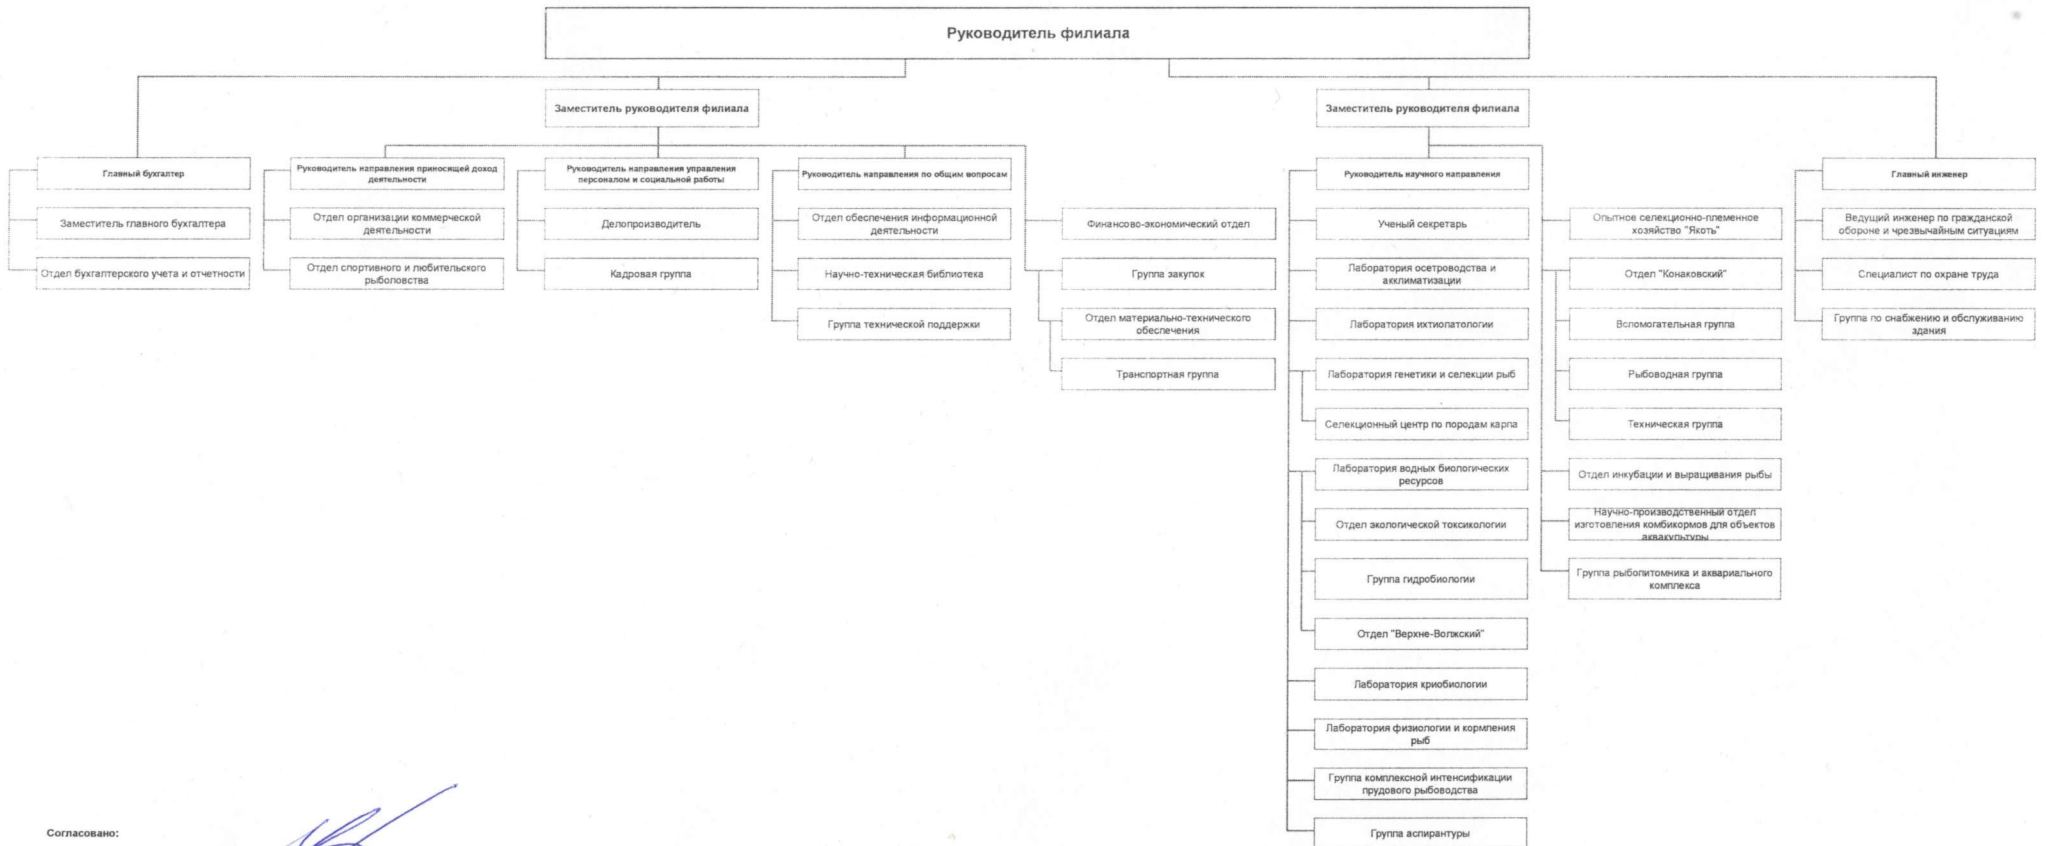 Руководитель филиала
Заместитель руководителя филиала
Заместитель руководителя филиала
Главный бухгалтер
Заместитель главного бухгалтера
Отдел бухгалтерского учета и отчетности
Руководитель направления приносящей доход
деятельности
Отдел организации коммерческой
деятельности
Отдел спортивного и любительского
рыболовства
Руководитель направления управления
персоналом и социальной работы
Делопроизводитель
Кадровая группа
Руководитель направления по общим вопросам
Отдел обеспечения информационной
деятельности
Научно-техническая библиотека
Группа технической поддержки
Финансово-экономический отдел
Группа закупок
Отдел материально-технического
обеспечения
Транспортная группа
Руководитель научного направления
Ученый секретарь
Лаборатория осетроводства и
акклиматизации
Лаборатория ихтиопатологии
Лаборатория генетики и селекции рыб
Селекционный центр по породам карпа
Лаборатория водных биологических
ресурсов
Отдел экологической токсикологии
Группа гидробиологии
Отдел "Верхне-Волжский"
Лаборатория криобиологии
Лаборатория физиологии и кормления
рыб
Группа комплексной интенсификации
прудового рыбоводства
Группа аспирантуры
Опытное селекционно-племенное
хозяйство "Якоть"
Отдел "Конаковский"
Вспомогательная группа
Рыбоводная группа
Техническая группа
Отдел инкубации и выращивания рыбы
Научно-производственный отдел
изготовления комбикормов для объектов
аквакультуры
Группа рыбопитомника и аквариального
комплекса
Главный инженер
Ведущий инженер по гражданской
обороне и чрезвычайным ситуациям
Специалист по охране труда
Группа по снабжению и обслуживанию
здания
Согласовано: